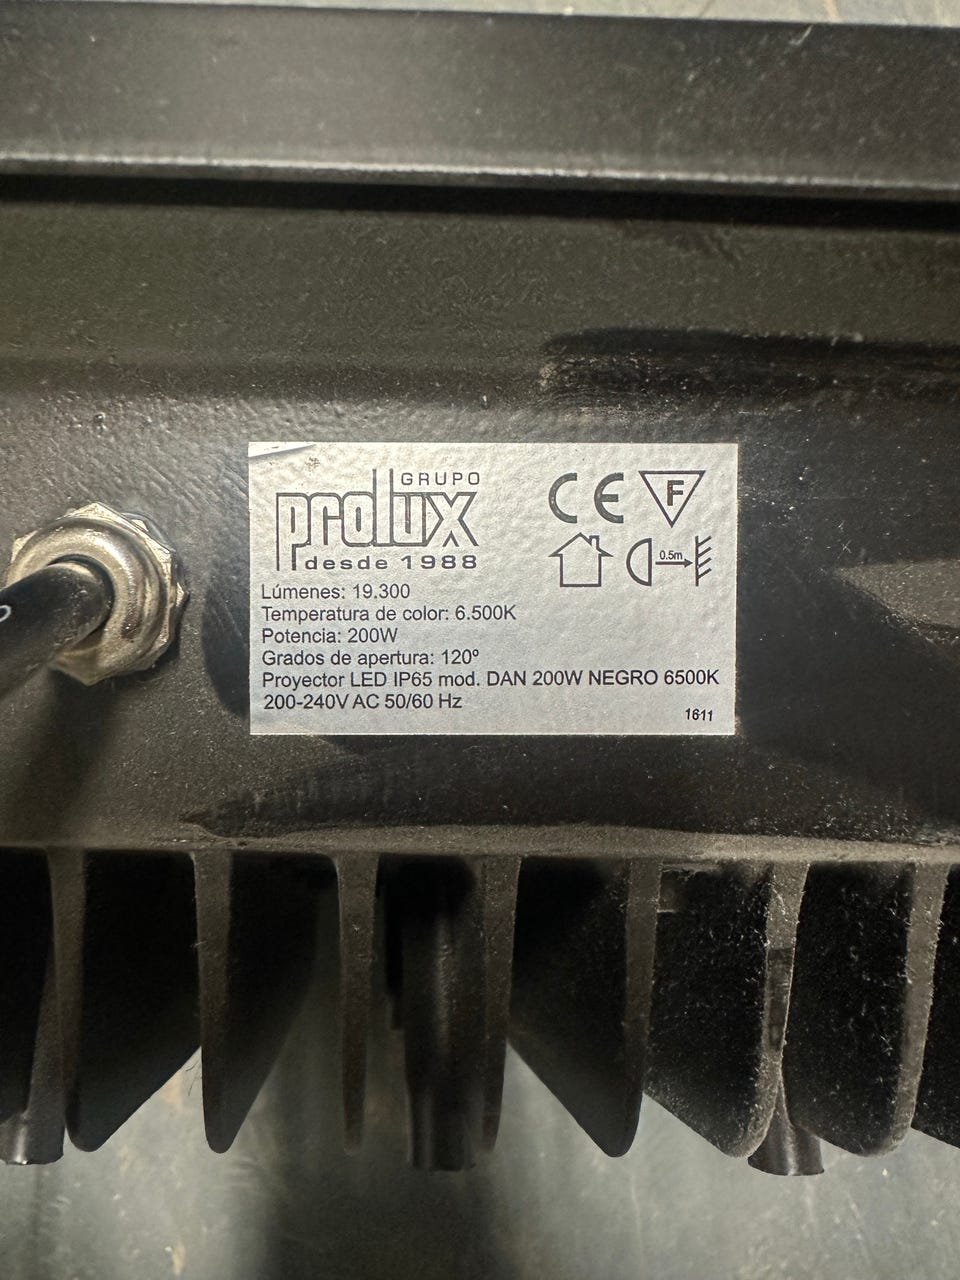 GRUPO
prolux
desde 1988
CE F
0.5m
Lúmenes: 19.300
Temperatura de color: 6.500K
Potencia: 200W
Grados de apertura: 120º
Proyector LED IP65 mod. DAN 200W NEGRO 6500K
200-240V AC 50/60 Hz
1611